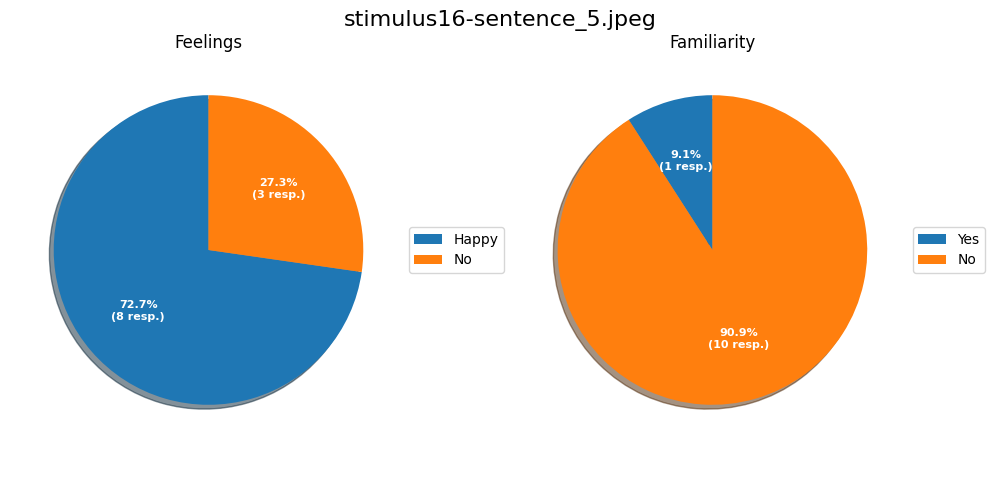 stimulus16-sentence_5.jpeg
Feelings
27.3%
(3 resp.)
72.7%
(8 resp.)
Happy
No
Familiarity
9.1%
(1 resp.)
90.9%
(10 resp.)
Yes
No